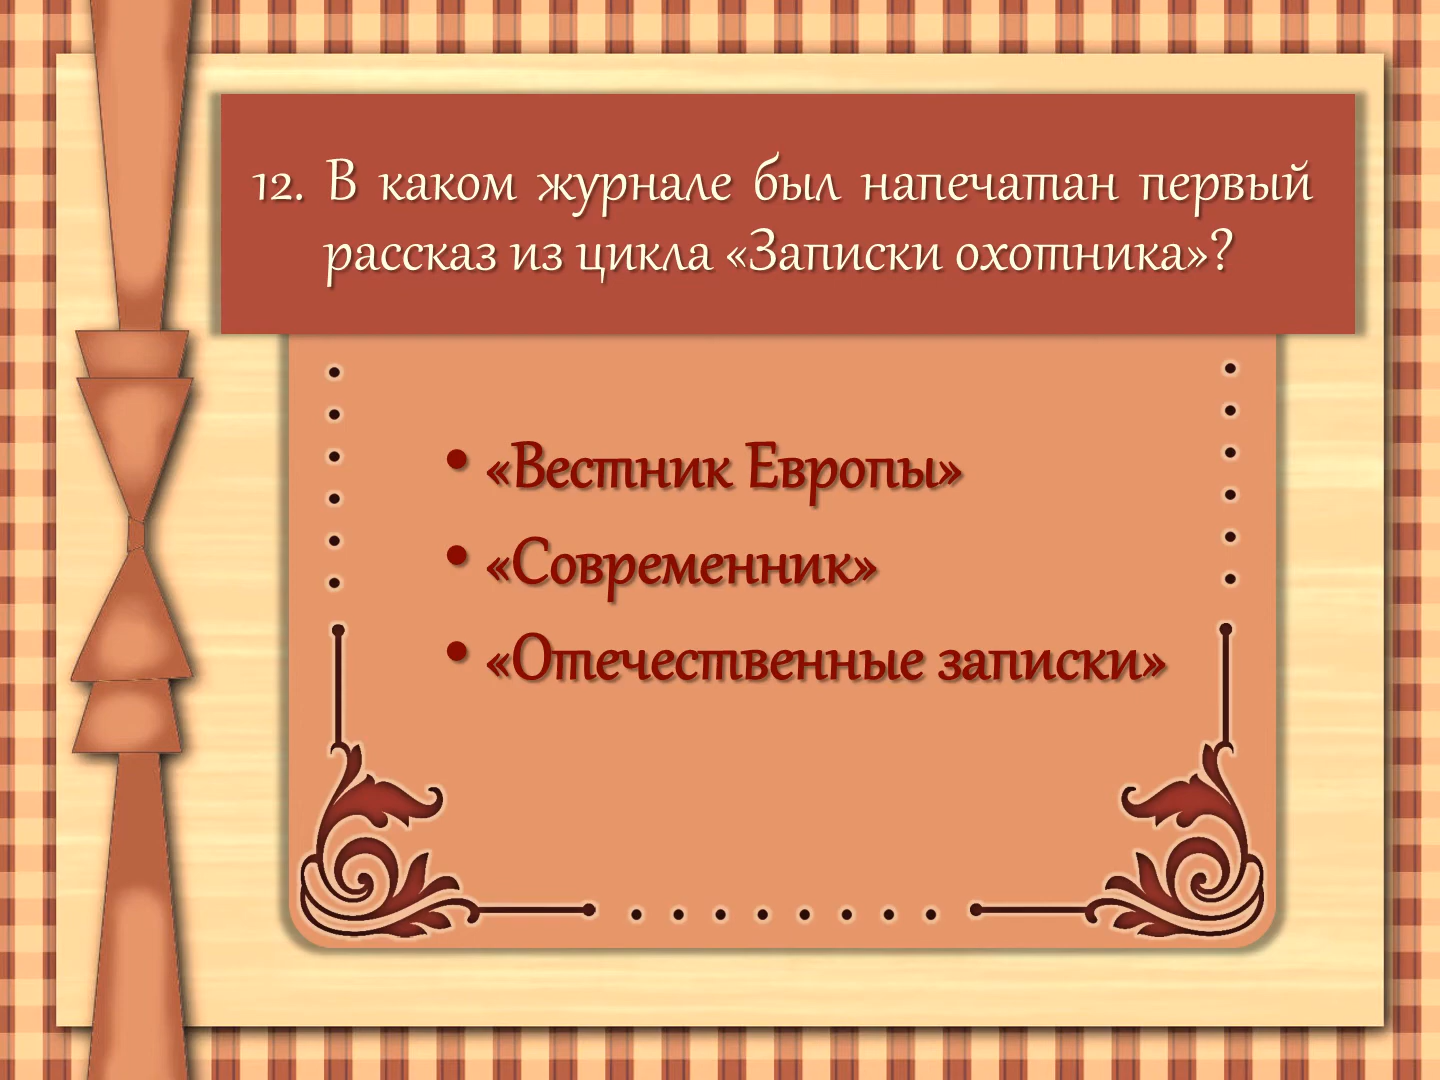 12. В каком журнале был напечатан первый
рассказ из цикла «Записки охотника»?
• «Вестник Европы»
• «Современник»
• «Отечественные записки»